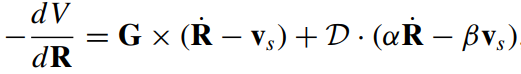 −dV/dR = G × (Ṙ − v_s) + 𝒟 · (αṘ − βv_s).